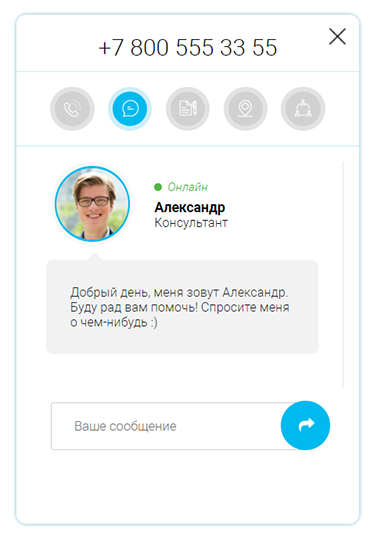 +7 800 555 33 55
Онлайн
Александр
Консультант
Добрый день, меня зовут Александр.
Буду рад вам помочь! Спросите меня
о чем-нибудь :)
Ваше сообщение